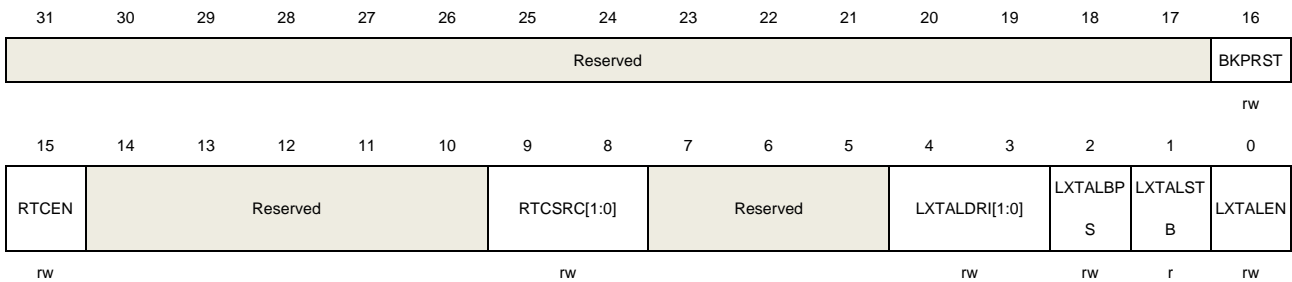 31 30 29 28 27 26 25 24 23 22 21 20 19 18 17 16
Reserved BKPRST
rw
15 14 13 12 11 10 9 8 7 6 5 4 3 2 1 0
RTCEN Reserved RTCSRC[1:0] Reserved LXTALDRI[1:0] LXTALBP LXTALST LXTALEN
S B
rw rw rw rw r rw